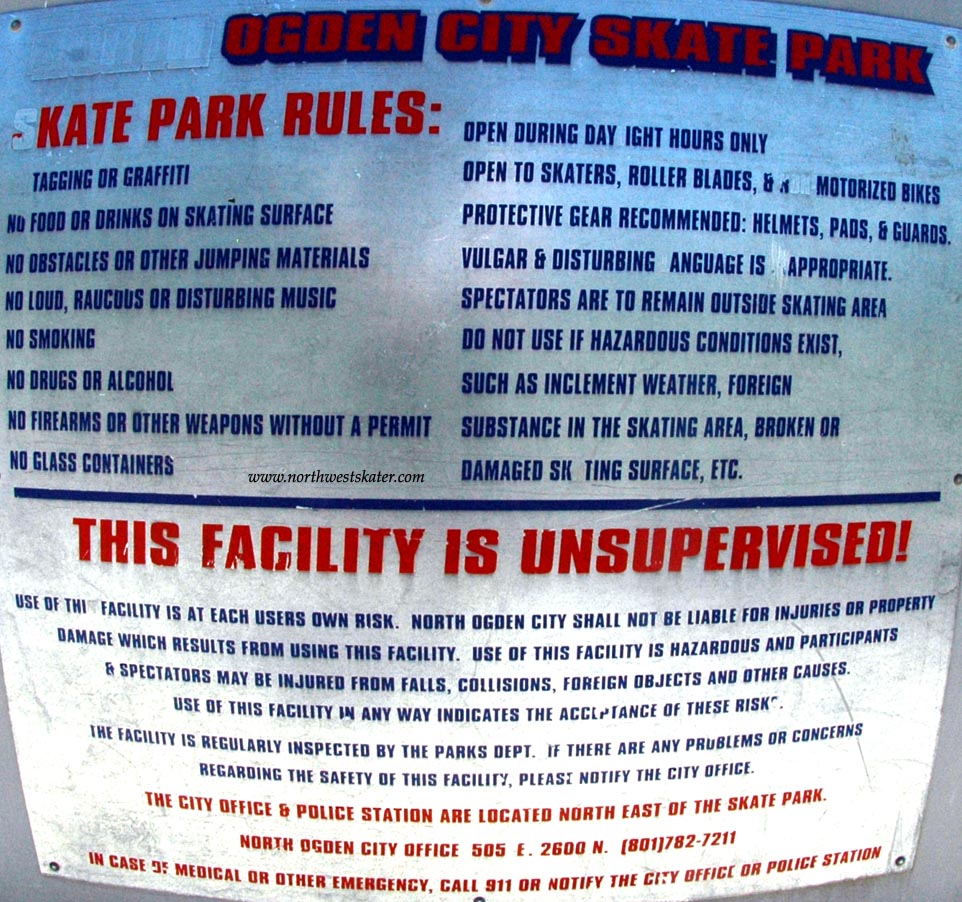 OGDEN CITY SKATE PARK
SKATE PARK RULES:
TAGGING OR GRAFFITI
NO FOOD OR DRINKS ON SKATING SURFACE
NO OBSTACLES OR OTHER JUMPING MATERIALS
NO LOUD, RAUCOUS OR DISTURBING MUSIC
NO SMOKING
NO DRUGS OR ALCOHOL
NO FIREARMS OR OTHER WEAPONS WITHOUT A PERMIT
NO GLASS CONTAINERS
OPEN DURING DAY IGHT HOURS ONLY
OPEN TO SKATERS, ROLLER BLADES, & N MOTORIZED BIKES
PROTECTIVE GEAR RECOMMENDED: HELMETS, PADS, & GUARDS.
VULGAR & DISTURBING ANGUAGE IS APPROPRIATE.
SPECTATORS ARE TO REMAIN OUTSIDE SKATING AREA
DO NOT USE IF HAZARDOUS CONDITIONS EXIST,
SUCH AS INCLEMENT WEATHER, FOREIGN
SUBSTANCE IN THE SKATING AREA, BROKEN OR
DAMAGED SK TING SURFACE, ETC.
www.northwestskater.com
THIS FACILITY IS UNSUPERVISED!
USE OF THI FACILITY IS AT EACH USERS OWN RISK. NORTH OGDEN CITY SHALL NOT BE LIABLE FOR INJURIES OR PROPERTY
DAMAGE WHICH RESULTS FROM USING THIS FACILITY. USE OF THIS FACILITY IS HAZARDOUS AND PARTICIPANTS
& SPECTATORS MAY BE INJURED FROM FALLS, COLLISIONS, FOREIGN OBJECTS AND OTHER CAUSES.
USE OF THIS FACILITY IN ANY WAY INDICATES THE ACCEPTANCE OF THESE RISKS.
THE FACILITY IS REGULARLY INSPECTED BY THE PARKS DEPT. IF THERE ARE ANY PROBLEMS OR CONCERNS
REGARDING THE SAFETY OF THIS FACILITY, PLEASE NOTIFY THE CITY OFFICE.
THE CITY OFFICE & POLICE STATION ARE LOCATED NORTH EAST OF THE SKATE PARK.
NORTH OGDEN CITY OFFICE 505 E. 2600 N. (801)782-7211
IN CASE OF MEDICAL OR OTHER EMERGENCY, CALL 911 OR NOTIFY THE CITY OFFICE OR POLICE STATION